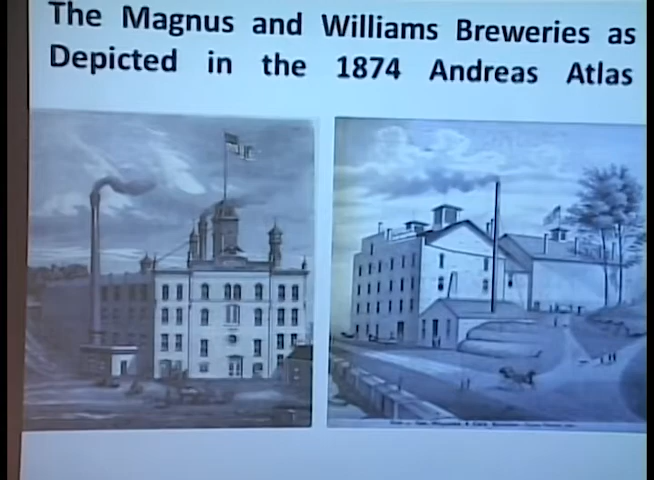 The Magnus and Williams Breweries as
Depicted in the 1874 Andreas Atlas